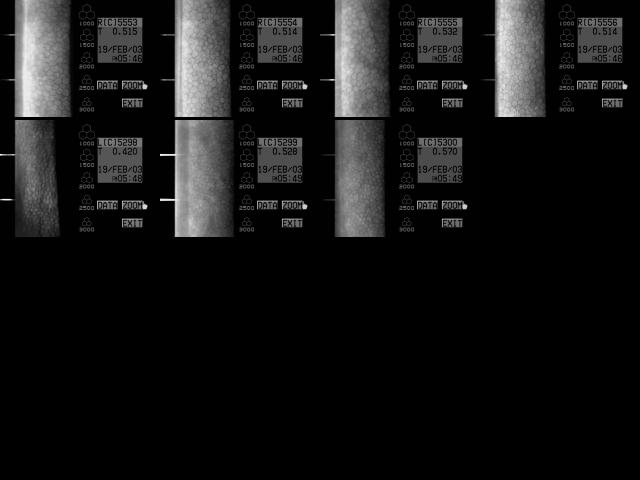 1000
R[C]5553
T 0.515
1500
19/FEB/03
PM05:46
2000
2500
DATA ZOOM
EXIT
3000
1000
R[C]5554
T 0.514
1500
19/FEB/03
PM05:46
2000
2500
DATA ZOOM
EXIT
3000
1000
R[C]5555
T 0.532
1500
19/FEB/03
PM05:46
2000
2500
DATA ZOOM
EXIT
3000
1000
R[C]5556
T 0.514
1500
19/FEB/03
PM05:46
2000
2500
DATA ZOOM
EXIT
3000
1000
L[C]5298
T 0.420
1500
19/FEB/03
PM05:48
2000
2500
DATA ZOOM
EXIT
3000
1000
L[C]5299
T 0.528
1500
19/FEB/03
PM05:49
2000
2500
DATA ZOOM
EXIT
3000
1000
L[C]5300
T 0.570
1500
19/FEB/03
PM05:49
2000
2500
DATA ZOOM
EXIT
3000